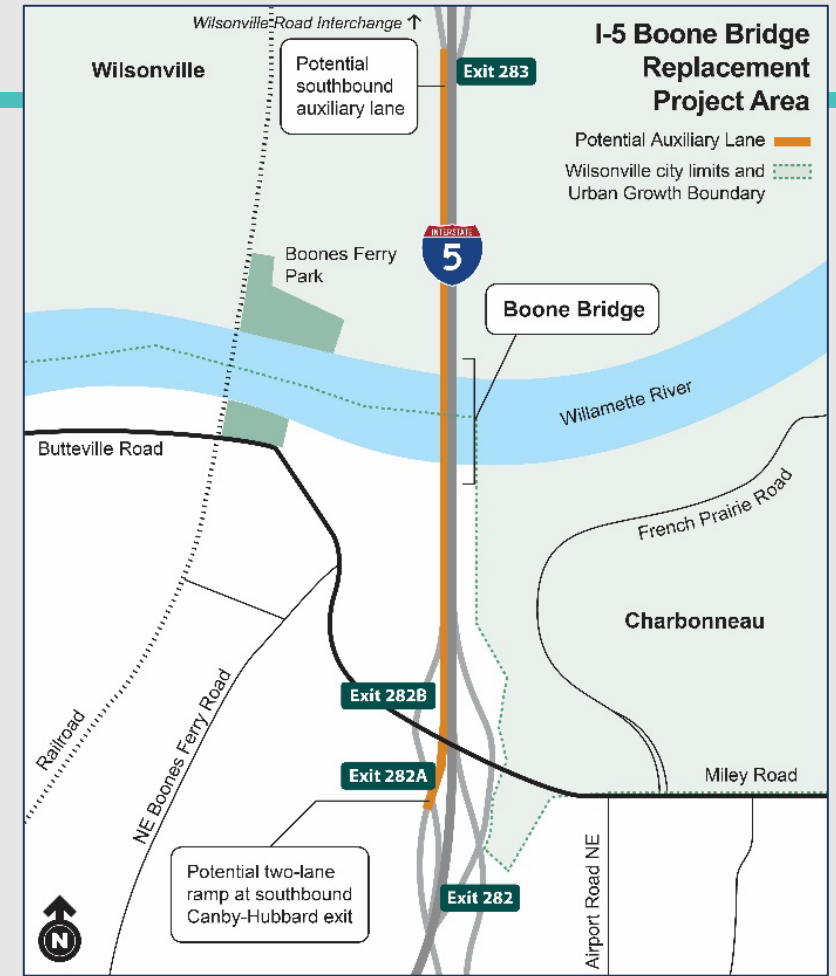 Wilsonville Road Interchange ↑
I-5 Boone Bridge
Replacement
Project Area
Potential Auxiliary Lane
Wilsonville city limits and
Urban Growth Boundary
Wilsonville
Potential
southbound
auxiliary lane
Exit 283
INTERSTATE
5
Boones Ferry
Park
Boone Bridge
Willamette River
Butteville Road
French Prairie Road
Charbonneau
Railroad
NE Boones Ferry Road
Exit 282B
Exit 282A
Miley Road
Potential two-lane
ramp at southbound
Canby-Hubbard exit
Exit 282
Airport Road NE
N